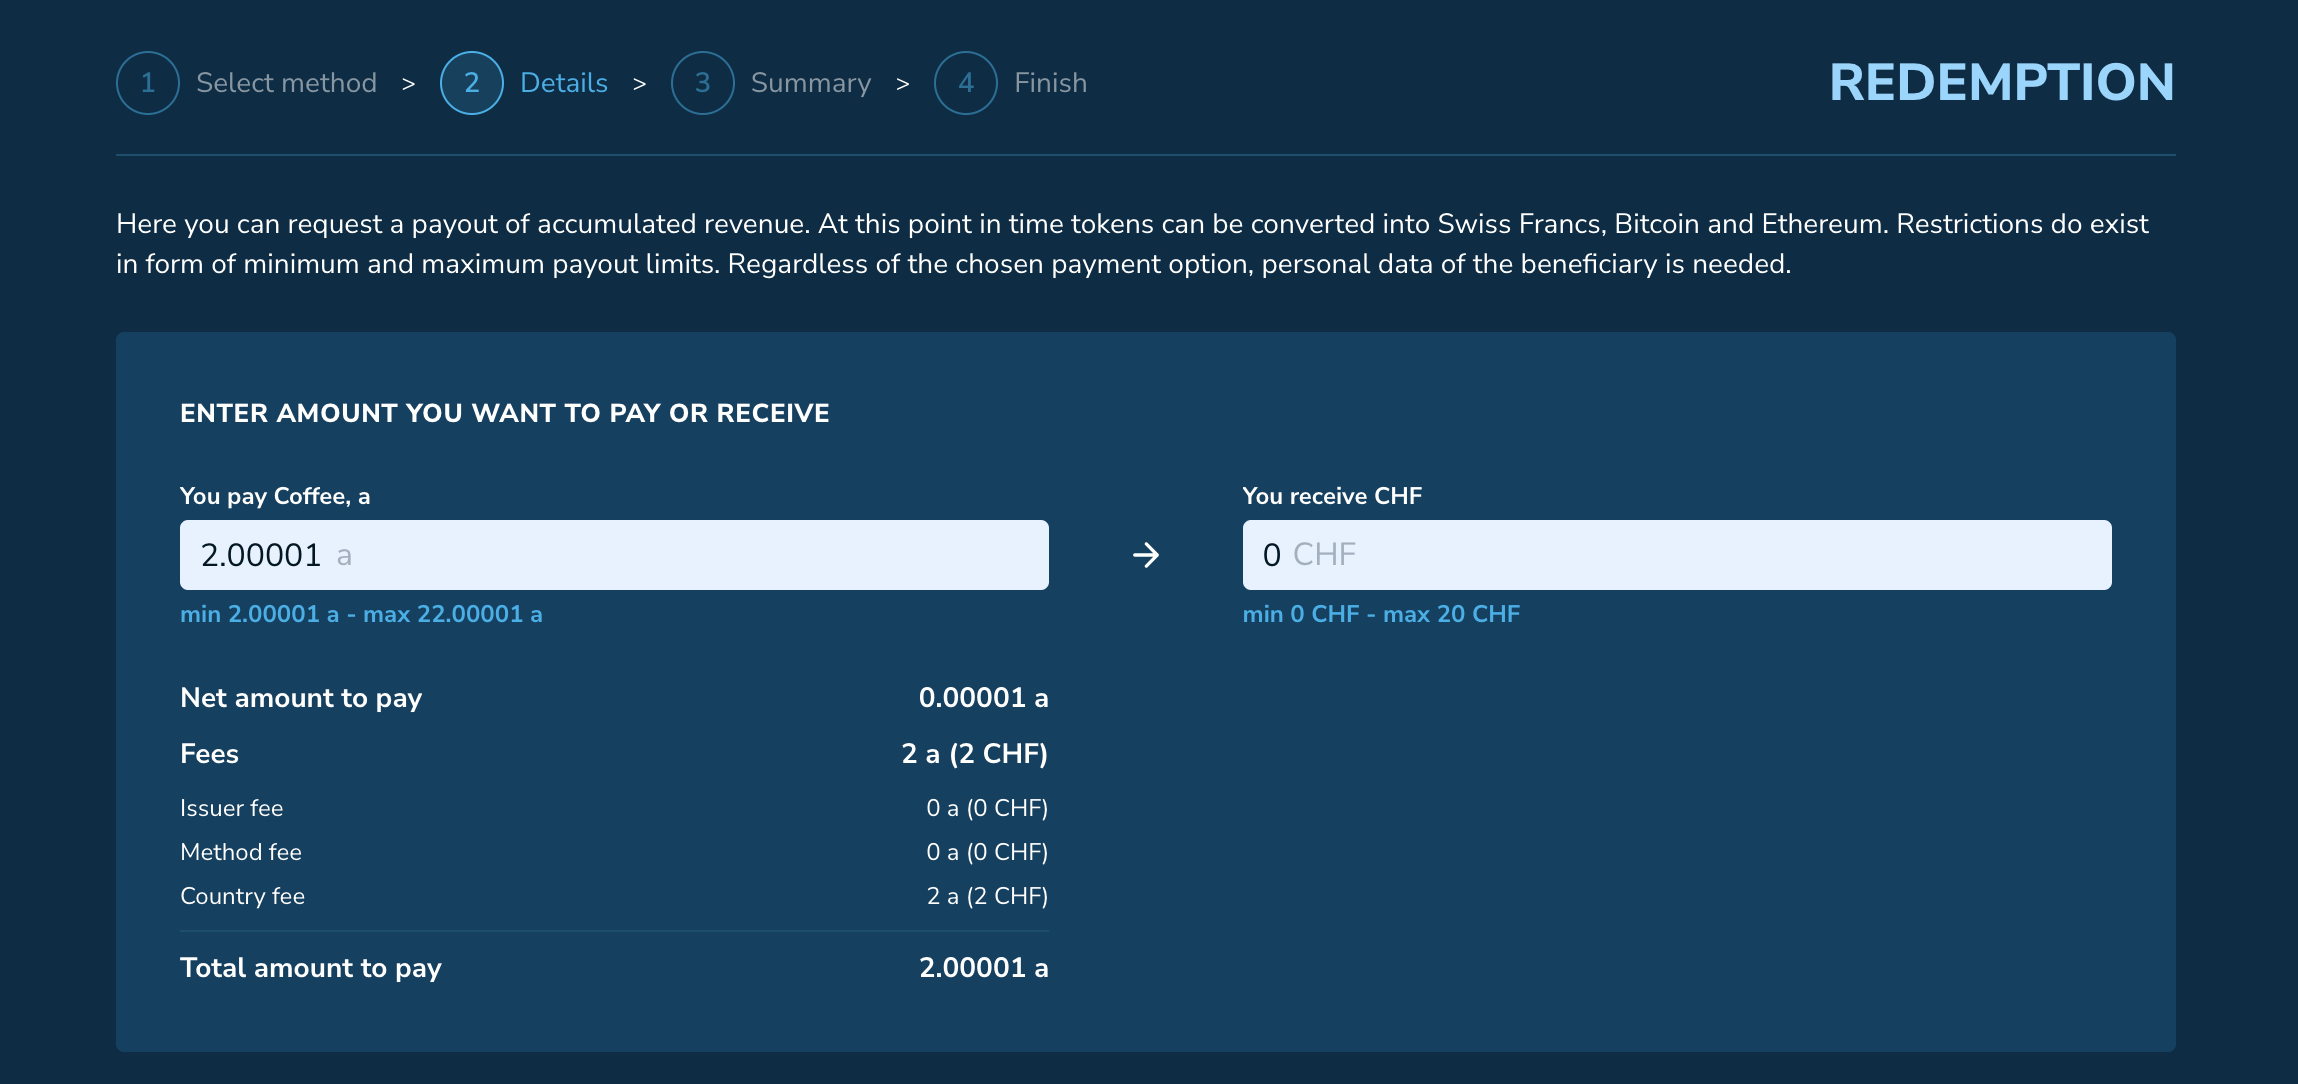 1 Select method > 2 Details > 3 Summary > 4 Finish
REDEMPTION
Here you can request a payout of accumulated revenue. At this point in time tokens can be converted into Swiss Francs, Bitcoin and Ethereum. Restrictions do exist
in form of minimum and maximum payout limits. Regardless of the chosen payment option, personal data of the beneficiary is needed.
ENTER AMOUNT YOU WANT TO PAY OR RECEIVE
You pay Coffee, a
2.00001 a
min 2.00001 a - max 22.00001 a
You receive CHF
0 CHF
min 0 CHF - max 20 CHF
Net amount to pay 0.00001 a
Fees 2 a (2 CHF)
Issuer fee 0 a (0 CHF)
Method fee 0 a (0 CHF)
Country fee 2 a (2 CHF)
Total amount to pay 2.00001 a